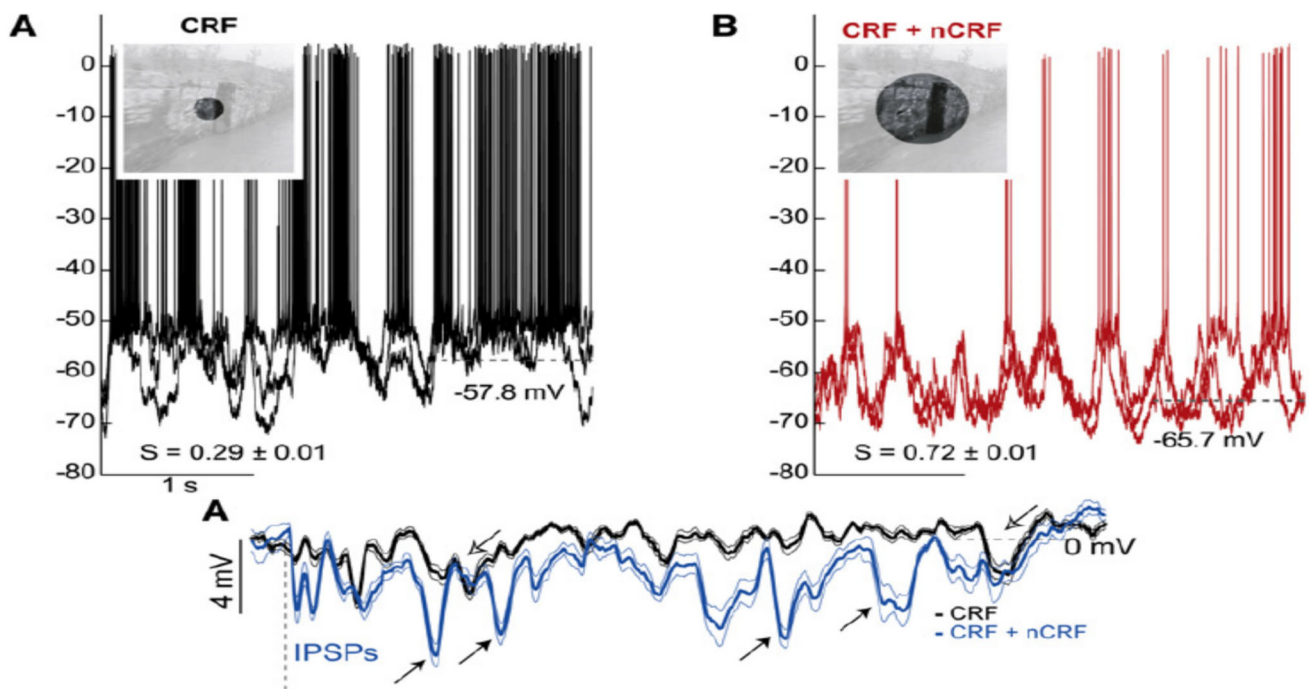 A
CRF
0
-10
-20
-30
-40
-50
-60
-70
-80
-57.8 mV
S = 0.29 ± 0.01
1 s
B
CRF + nCRF
0
-10
-20
-30
-40
-50
-60
-70
-80
-65.7 mV
S = 0.72 ± 0.01
A
4 mV
0 mV
IPSPs
- CRF
- CRF + nCRF